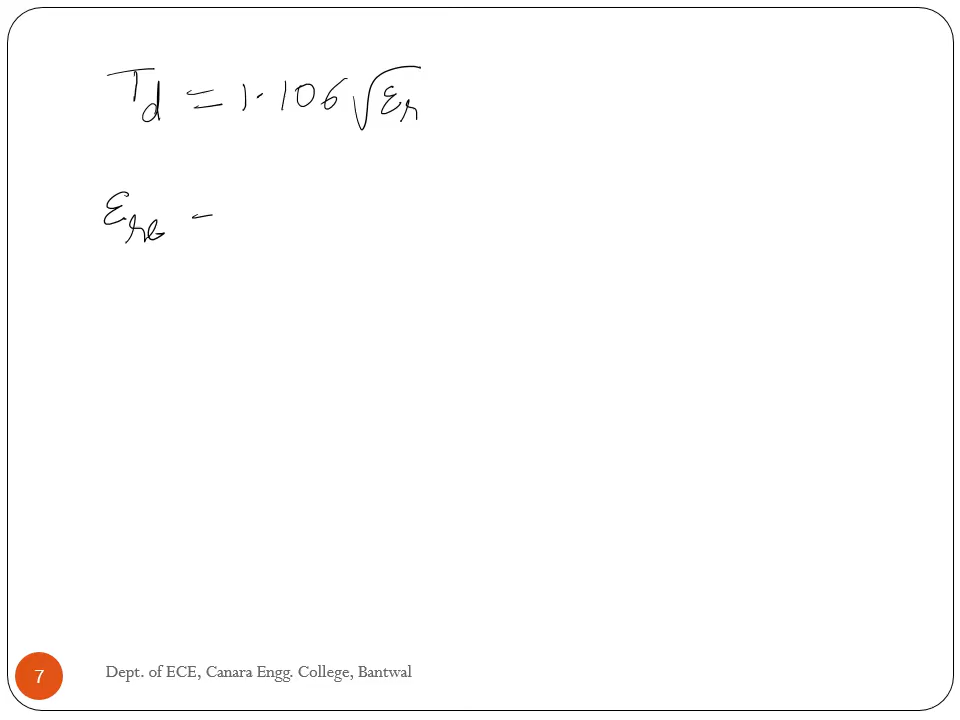 Td = 1.106 √εr
εre =
7
Dept. of ECE, Canara Engg. College, Bantwal